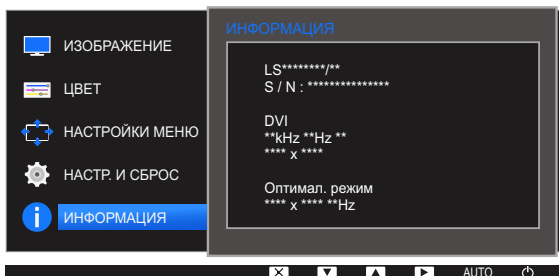 ИЗОБРАЖЕНИЕ
ЦВЕТ
НАСТРОЙКИ МЕНЮ
НАСТР. И СБРОС
ИНФОРМАЦИЯ
ИНФОРМАЦИЯ
LS********/**
S / N : ***************
DVI
**kHz **Hz **
**** x ****
Оптимал. режим
**** x **** **Hz
AUTO